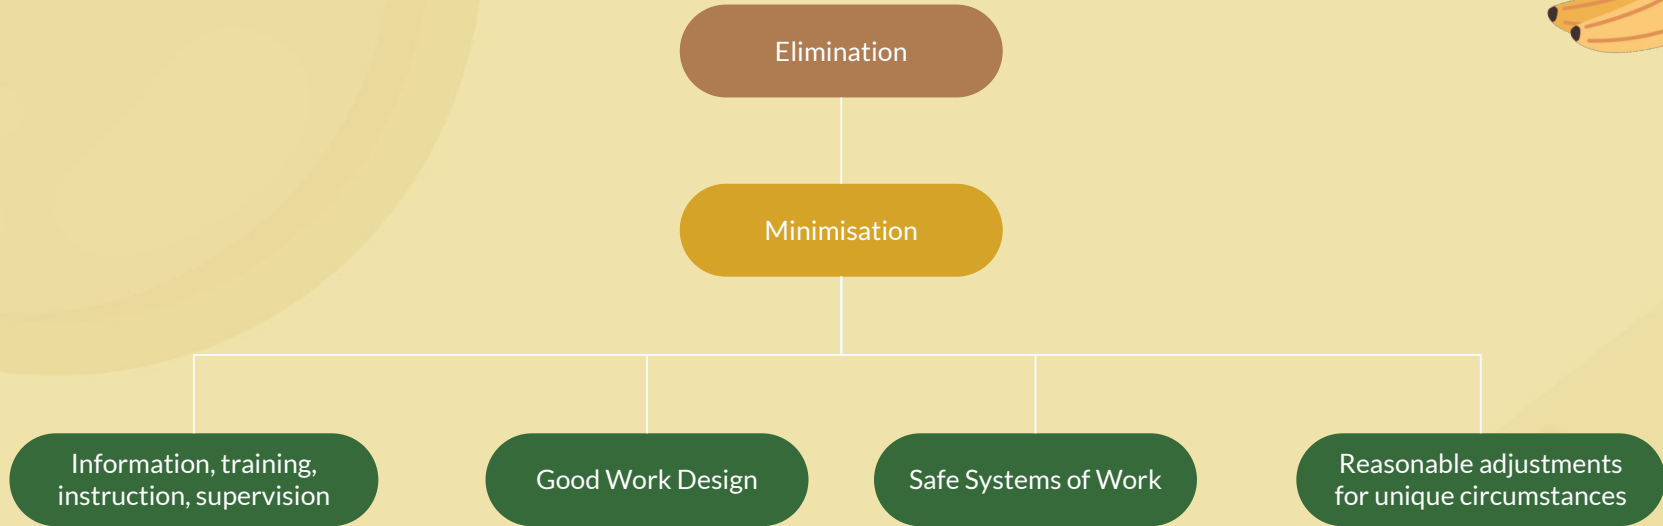 Elimination
Minimisation
Information, training,
instruction, supervision
Good Work Design
Safe Systems of Work
Reasonable adjustments
for unique circumstances